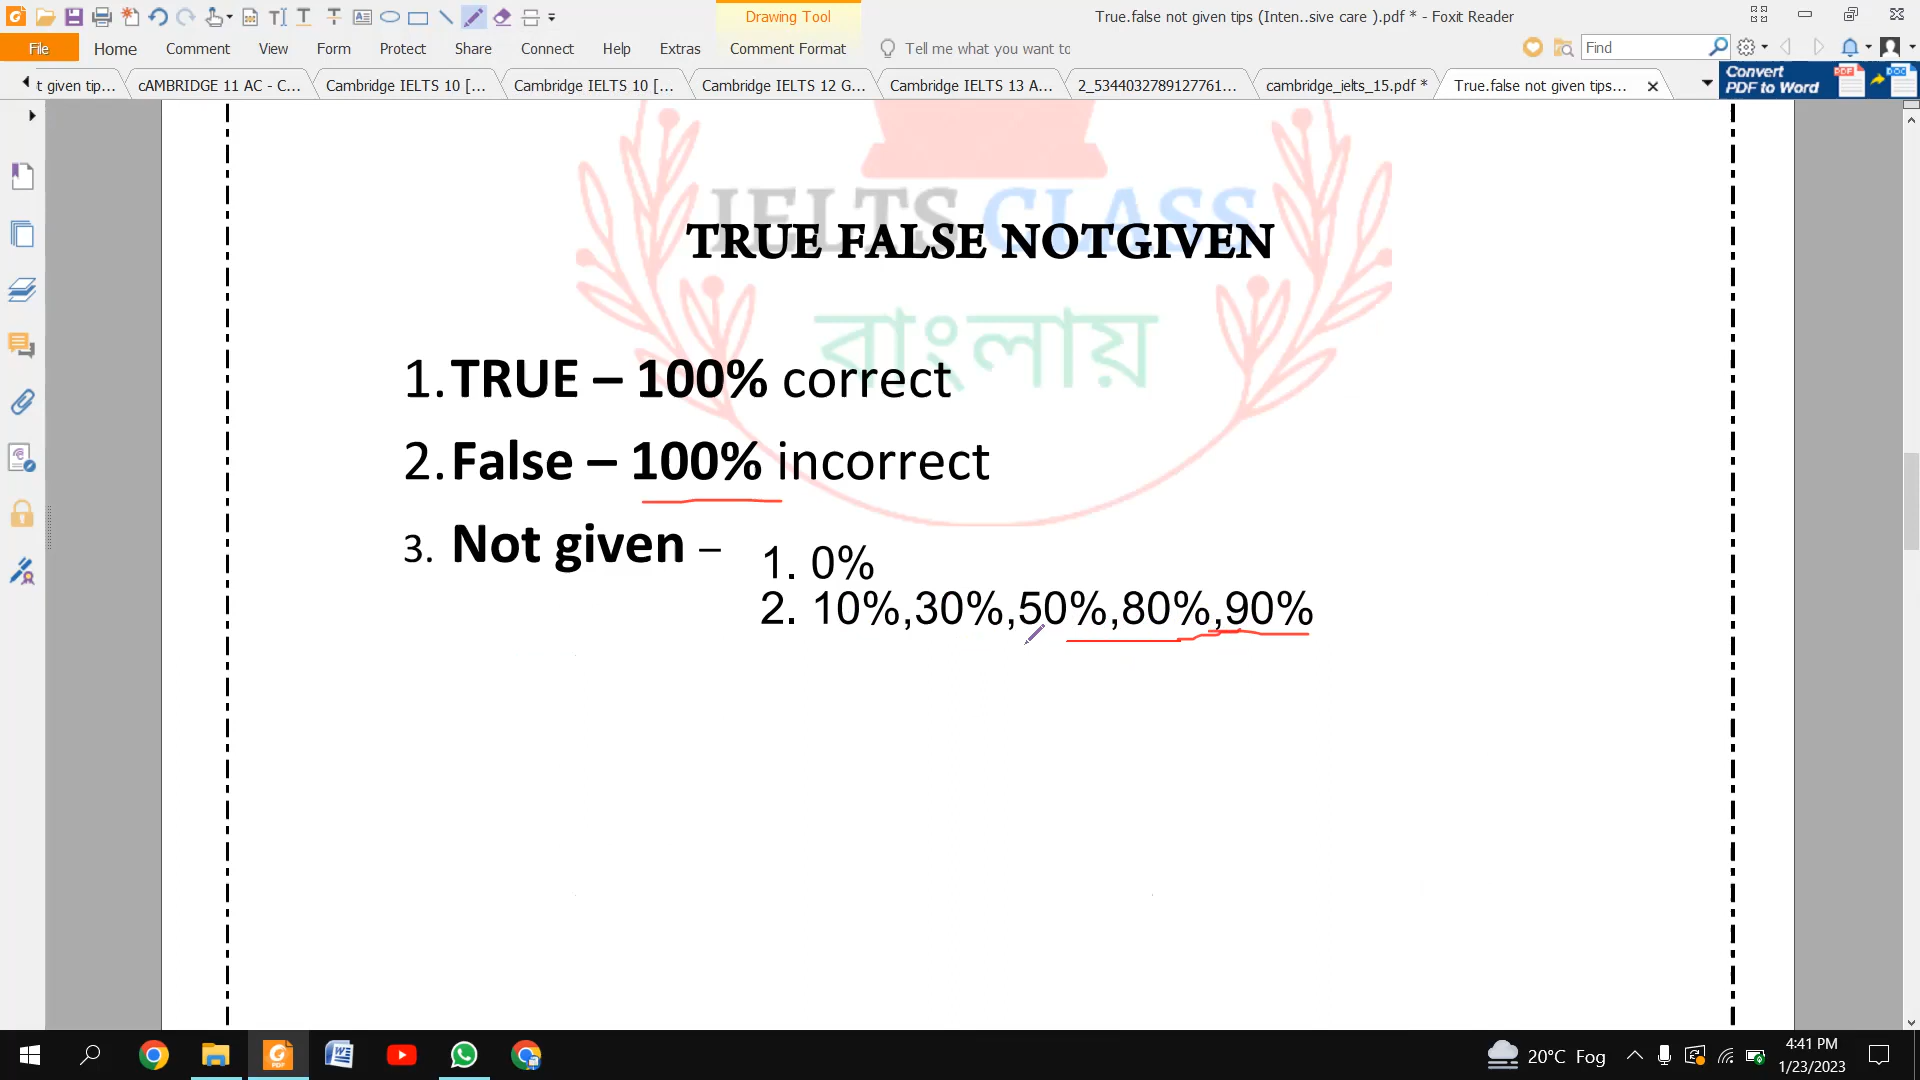 Drawing Tool
True.false not given tips (Inten..sive care ).pdf * - Foxit Reader
File Home Comment View Form Protect Share Connect Help Extras Comment Format Tell me what you want to Find
t given tip... cAMBRIDGE 11 AC - C... Cambridge IELTS 10 [... Cambridge IELTS 10 [... Cambridge IELTS 12 G... Cambridge IELTS 13 A... 2_5344032789127761... cambridge_ielts_15.pdf * True.false not given tips...
Convert
PDF to Word
IELTS CLASS
TRUE FALSE NOTGIVEN
বাংলায়
1. TRUE – 100% correct
2. False – 100% incorrect
3. Not given –
1. 0%
2. 10%,30%,50%,80%,90%
20°C Fog
4:41 PM
1/23/2023